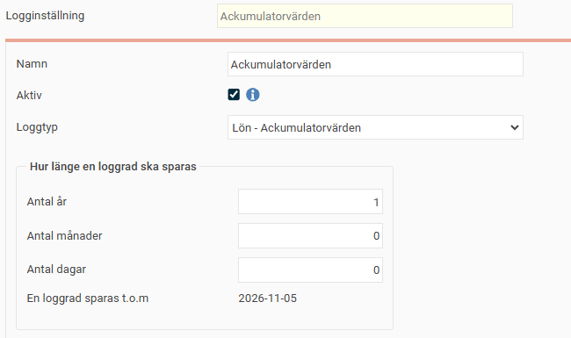 Logginställning Ackumulatorvärden
Namn Ackumulatorvärden
Aktiv
Loggtyp Lön - Ackumulatorvärden
Hur länge en loggrad ska sparas
Antal år 1
Antal månader 0
Antal dagar 0
En loggrad sparas t.o.m 2026-11-05